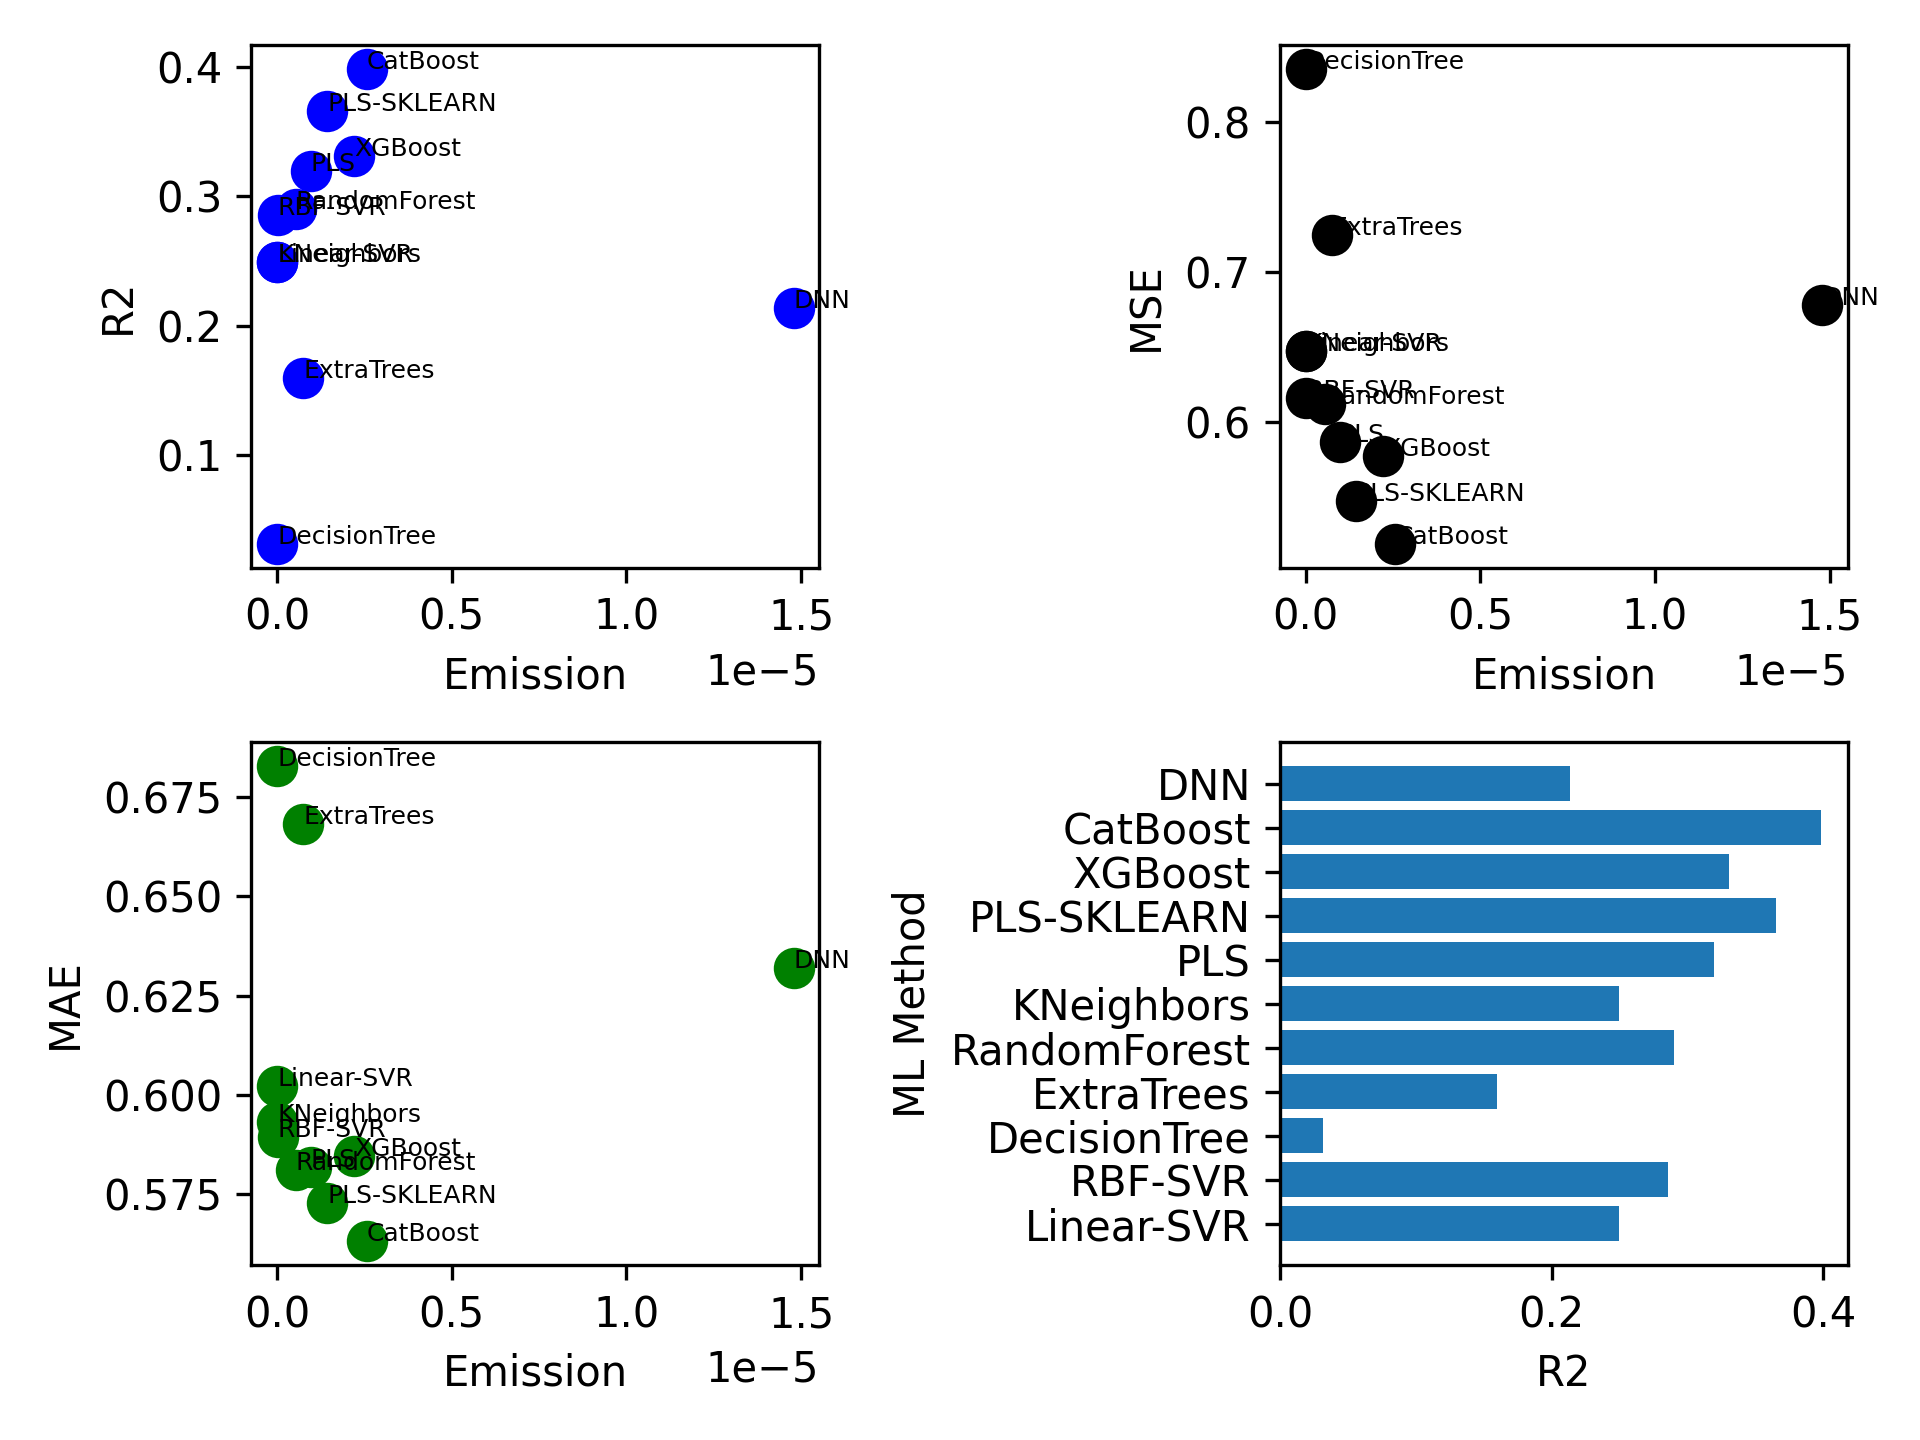 R2
0.4
0.3
0.2
0.1
CatBoost
PLS-SKLEARN
XGBoost
PLS
RandomForest
RBF-SVR
KNeighbors
Linear-SVR
DNN
ExtraTrees
DecisionTree
0.0 0.5 1.0 1.5
Emission
1e−5
MSE
0.8
0.7
0.6
DecisionTree
ExtraTrees
DNN
KNeighbors
Linear-SVR
RBF-SVR
RandomForest
PLS
XGBoost
PLS-SKLEARN
CatBoost
0.0 0.5 1.0 1.5
Emission
1e−5
MAE
0.675
0.650
0.625
0.600
0.575
DecisionTree
ExtraTrees
DNN
Linear-SVR
KNeighbors
RBF-SVR
XGBoost
PLS
RandomForest
PLS-SKLEARN
CatBoost
0.0 0.5 1.0 1.5
Emission
1e−5
ML Method
DNN
CatBoost
XGBoost
PLS-SKLEARN
PLS
KNeighbors
RandomForest
ExtraTrees
DecisionTree
RBF-SVR
Linear-SVR
0.0 0.2 0.4
R2